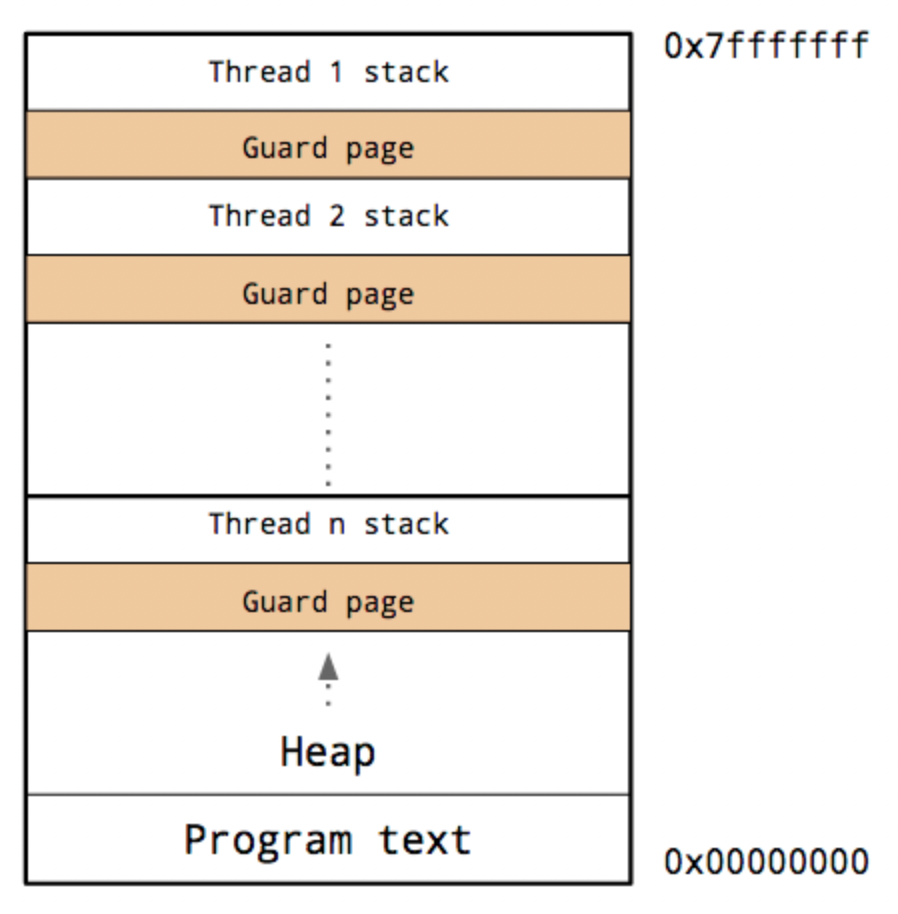 0x7fffffff
Thread 1 stack
Guard page
Thread 2 stack
Guard page
Thread n stack
Guard page
Heap
Program text
0x00000000